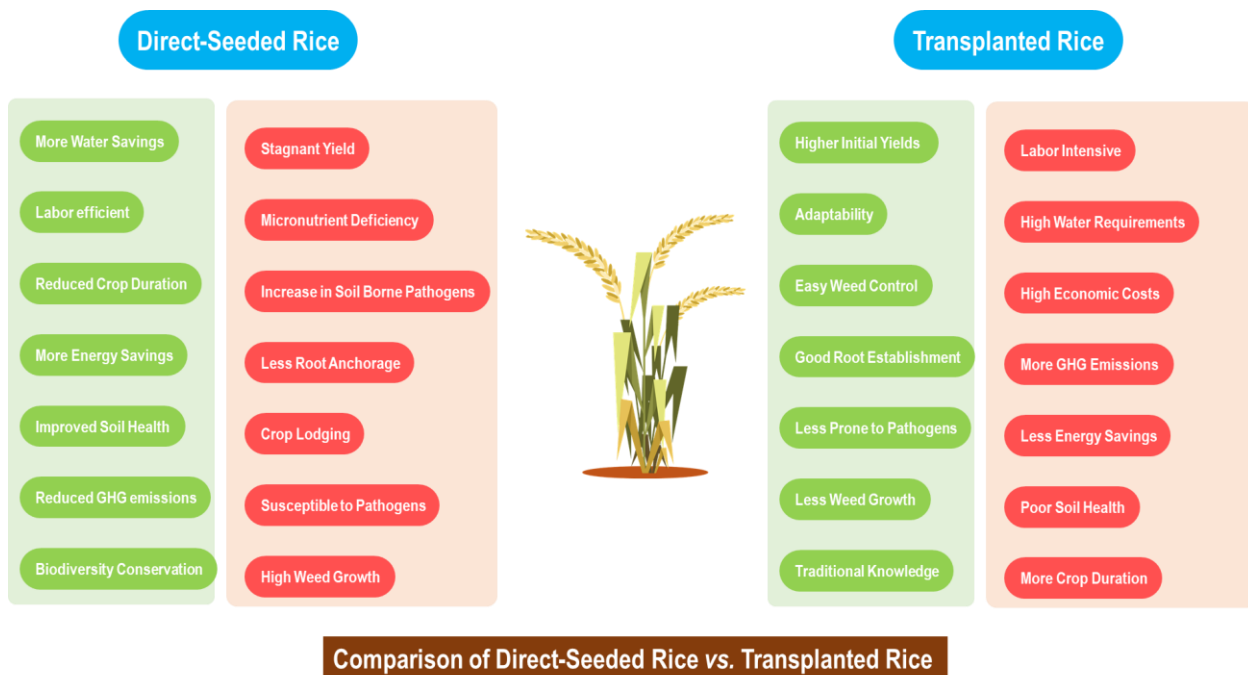 Direct-Seeded Rice
Transplanted Rice
More Water Savings
Labor efficient
Reduced Crop Duration
More Energy Savings
Improved Soil Health
Reduced GHG emissions
Biodiversity Conservation
Stagnant Yield
Micronutrient Deficiency
Increase in Soil Borne Pathogens
Less Root Anchorage
Crop Lodging
Susceptible to Pathogens
High Weed Growth
Higher Initial Yields
Adaptability
Easy Weed Control
Good Root Establishment
Less Prone to Pathogens
Less Weed Growth
Traditional Knowledge
Labor Intensive
High Water Requirements
High Economic Costs
More GHG Emissions
Less Energy Savings
Poor Soil Health
More Crop Duration
Comparison of Direct-Seeded Rice vs. Transplanted Rice